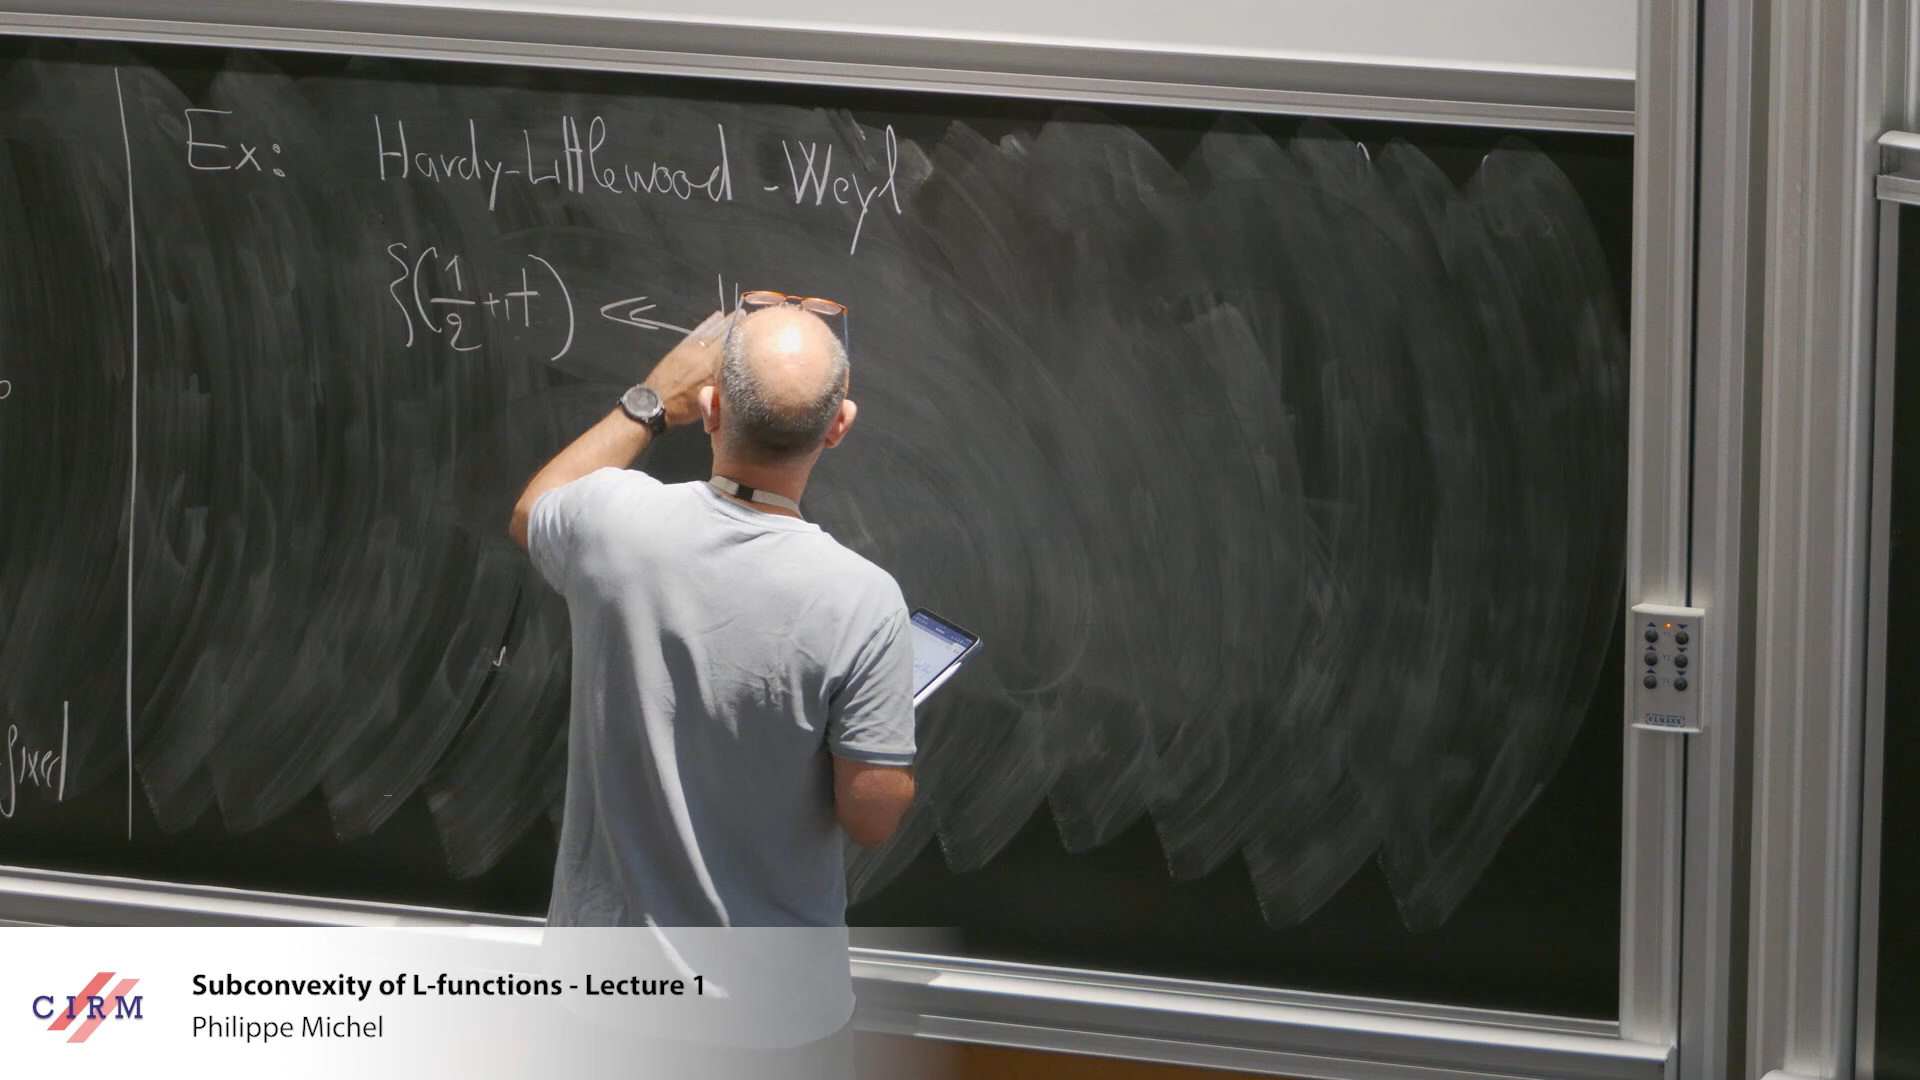 Ex: Hardy-Littlewood-Weyl
ζ(1/2+it) <<
fixed
CIRM
Subconvexity of L-functions - Lecture 1
Philippe Michel